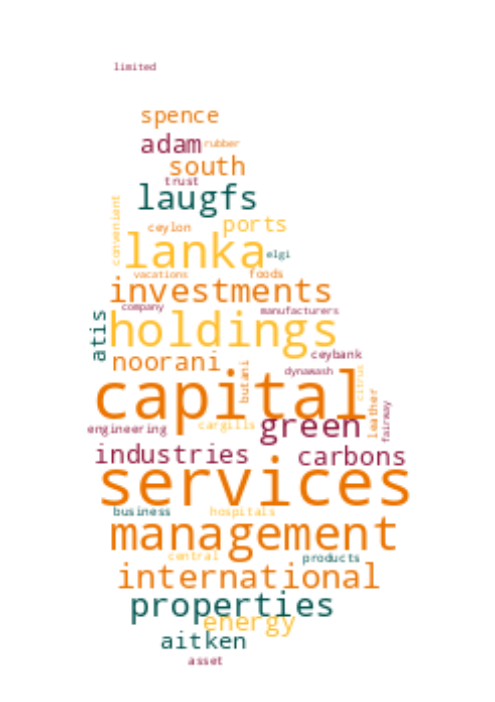 limited
spence
adam rubber
south
trust
laugfs
convenient
ceylon ports
lanka elgi
vacations foods
investments
company manufacturers
atis holdings
noorani ceybank
butani dynawash citrus
capital
leather fairway
engineering cargills green
industries carbons
services
business hospitals
management
central products
international
properties
energy
aitken
asset